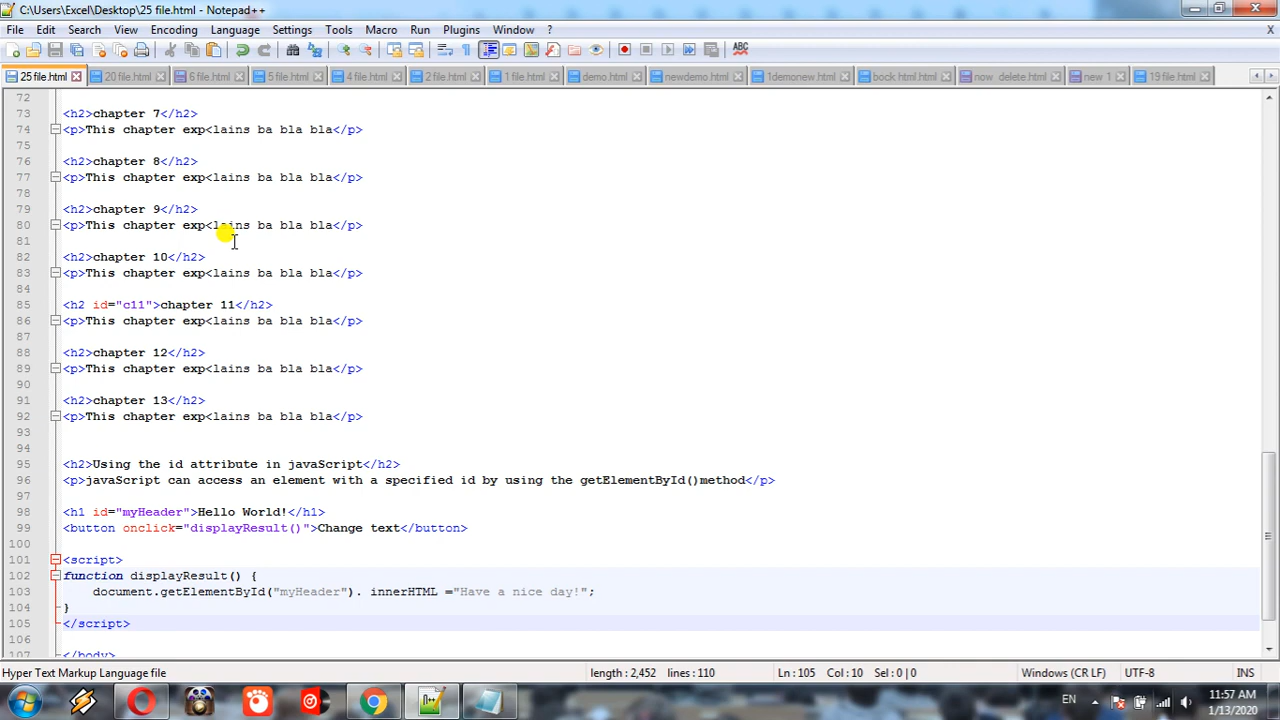 C:\Users\Excel\Desktop\25 file.html - Notepad++
File Edit Search View Encoding Language Settings Tools Macro Run Plugins Window ? X
25 file.html 20 file.html 6 file.html 5 file.html 4 file.html 2 file.html 1 file.html demo.html newdemo.html 1demonew.html bock html.html now delete.html new 1 19 file.html
72
73 <h2>chapter 7</h2>
74 <p>This chapter exp<lains ba bla bla</p>
75
76 <h2>chapter 8</h2>
77 <p>This chapter exp<lains ba bla bla</p>
78
79 <h2>chapter 9</h2>
80 <p>This chapter exp<lains ba bla bla</p>
81
82 <h2>chapter 10</h2>
83 <p>This chapter exp<lains ba bla bla</p>
84
85 <h2 id="c11">chapter 11</h2>
86 <p>This chapter exp<lains ba bla bla</p>
87
88 <h2>chapter 12</h2>
89 <p>This chapter exp<lains ba bla bla</p>
90
91 <h2>chapter 13</h2>
92 <p>This chapter exp<lains ba bla bla</p>
93
94
95 <h2>Using the id attribute in javaScript</h2>
96 <p>javaScript can access an element with a specified id by using the getElementById()method</p>
97
98 <h1 id="myHeader">Hello World!</h1>
99 <button onclick="displayResult()">Change text</button>
100
101 <script>
102 function displayResult() {
103 document.getElementById("myHeader"). innerHTML ="Have a nice day!";
104 }
105 </script>
106
107 </body>
Hyper Text Markup Language file length : 2,452 lines : 110 Ln : 105 Col : 10 Sel : 0 | 0 Windows (CR LF) UTF-8 INS
EN 11:57 AM
1/13/2020